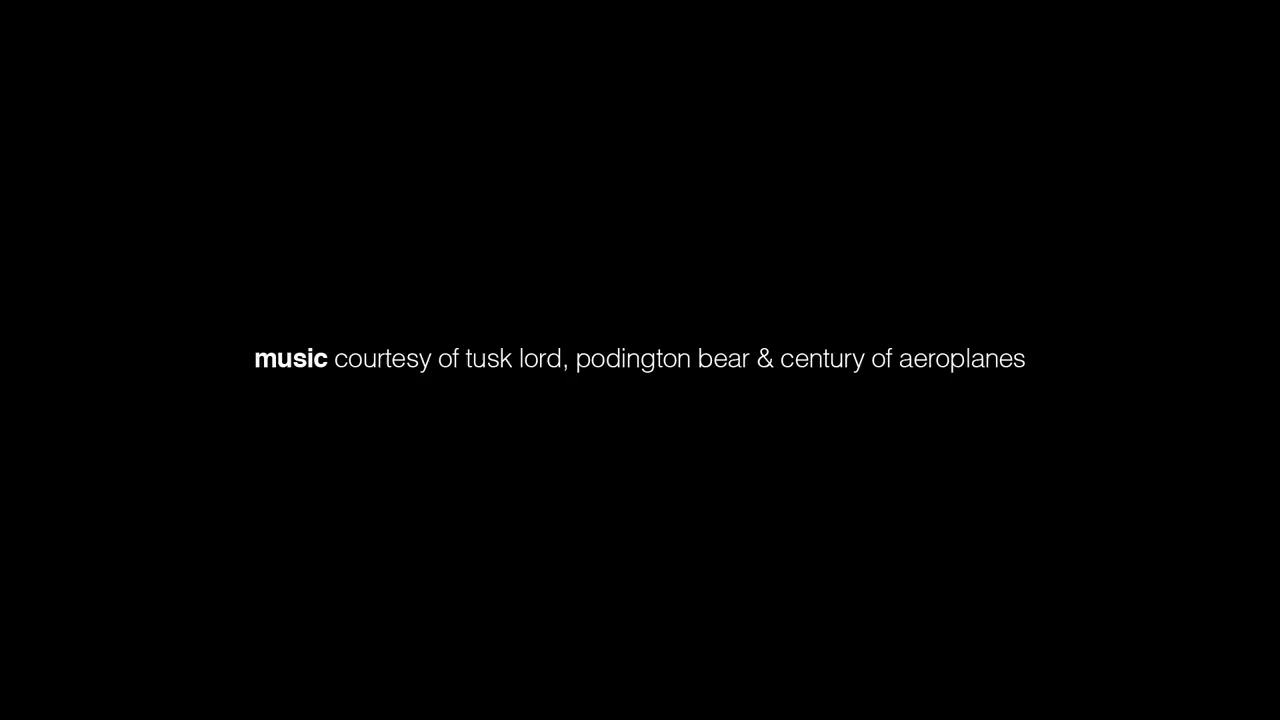 music courtesy of tusk lord, podington bear & century of aeroplanes